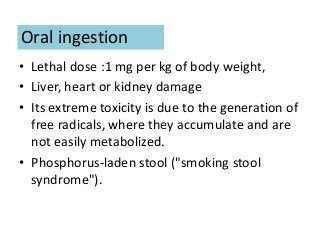 Oral ingestion
• Lethal dose :1 mg per kg of body weight,
• Liver, heart or kidney damage
• Its extreme toxicity is due to the generation of
free radicals, where they accumulate and are
not easily metabolized.
• Phosphorus-laden stool ("smoking stool
syndrome").